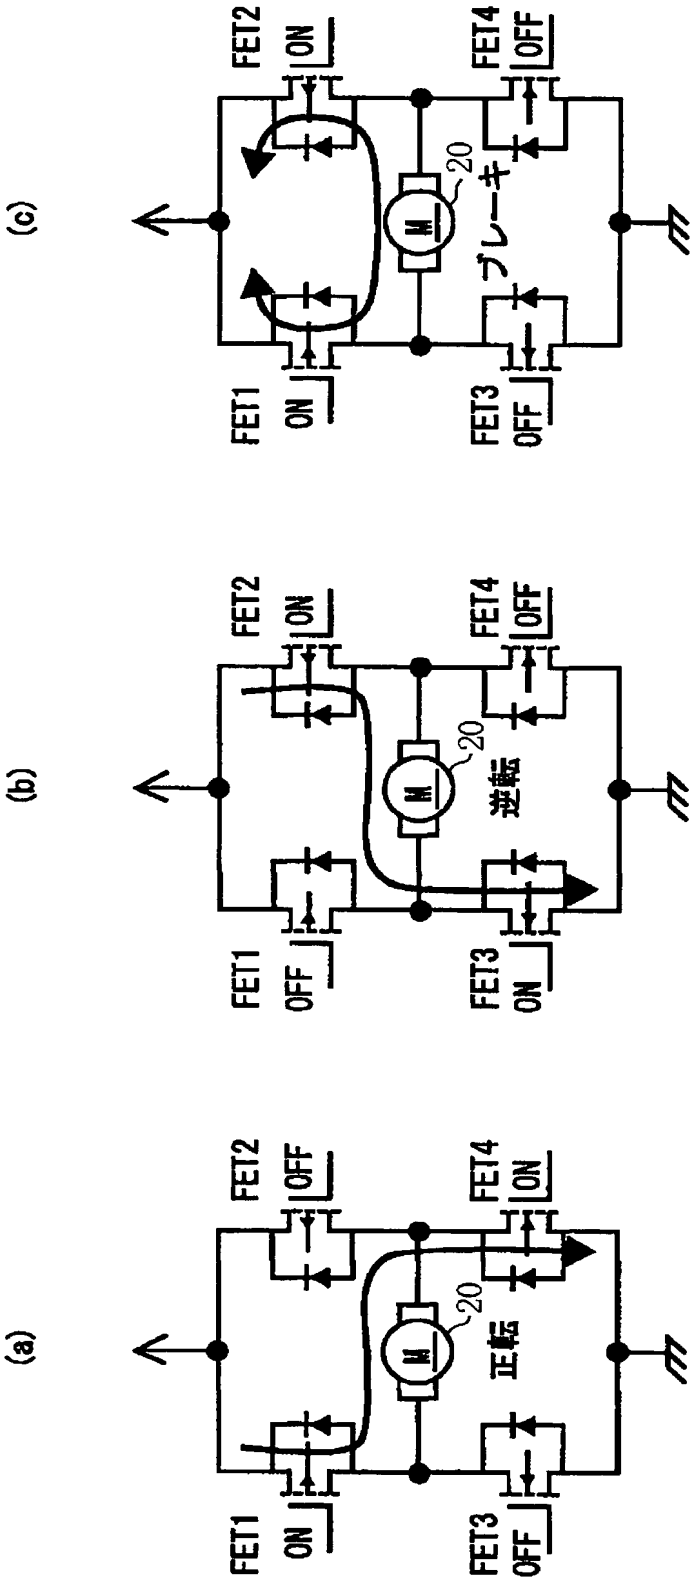 (a)
FET1
ON
FET2
OFF
M
20
正転
FET3
OFF
FET4
ON
(b)
FET1
OFF
FET2
ON
M
20
逆転
FET3
ON
FET4
OFF
(c)
FET1
ON
FET2
ON
M
20
ブレーキ
FET3
OFF
FET4
OFF